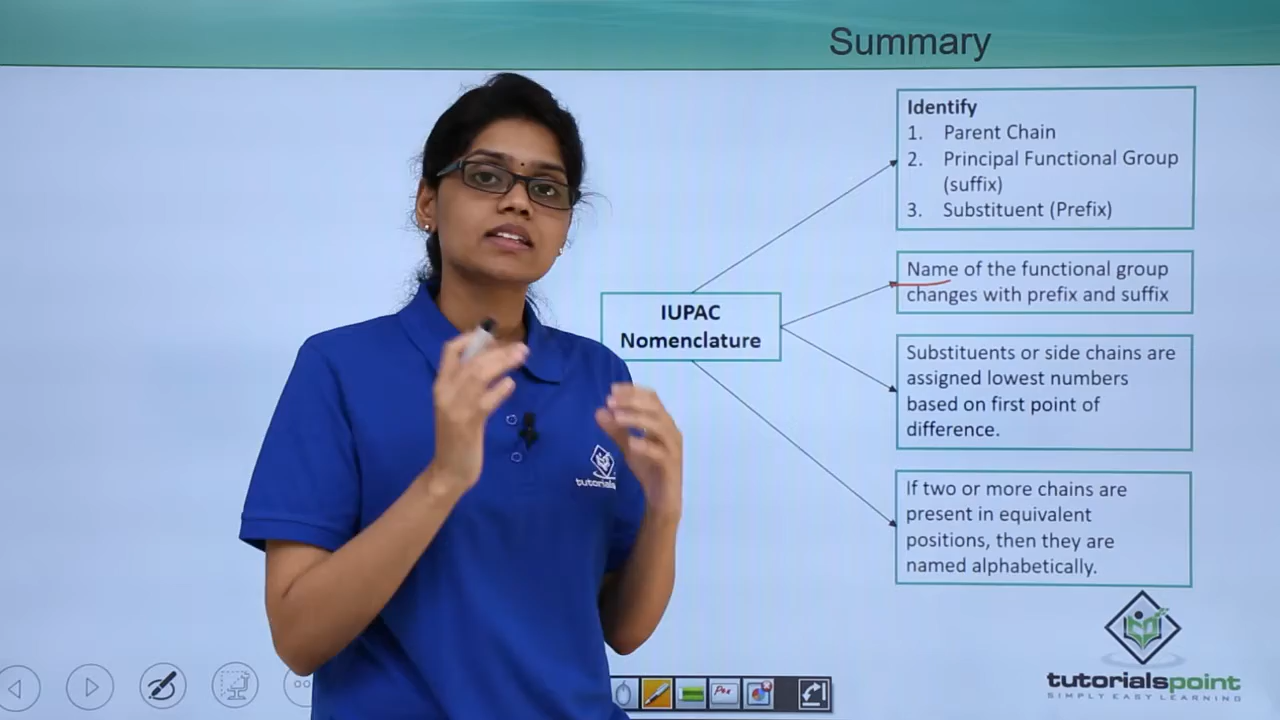 Summary
Identify
1. Parent Chain
2. Principal Functional Group
(suffix)
3. Substituent (Prefix)
Name of the functional group
changes with prefix and suffix
IUPAC
Nomenclature
Substituents or side chains are
assigned lowest numbers
based on first point of
difference.
If two or more chains are
present in equivalent
positions, then they are
named alphabetically.
tutorialspoint
SIMPLY EASY LEARNING